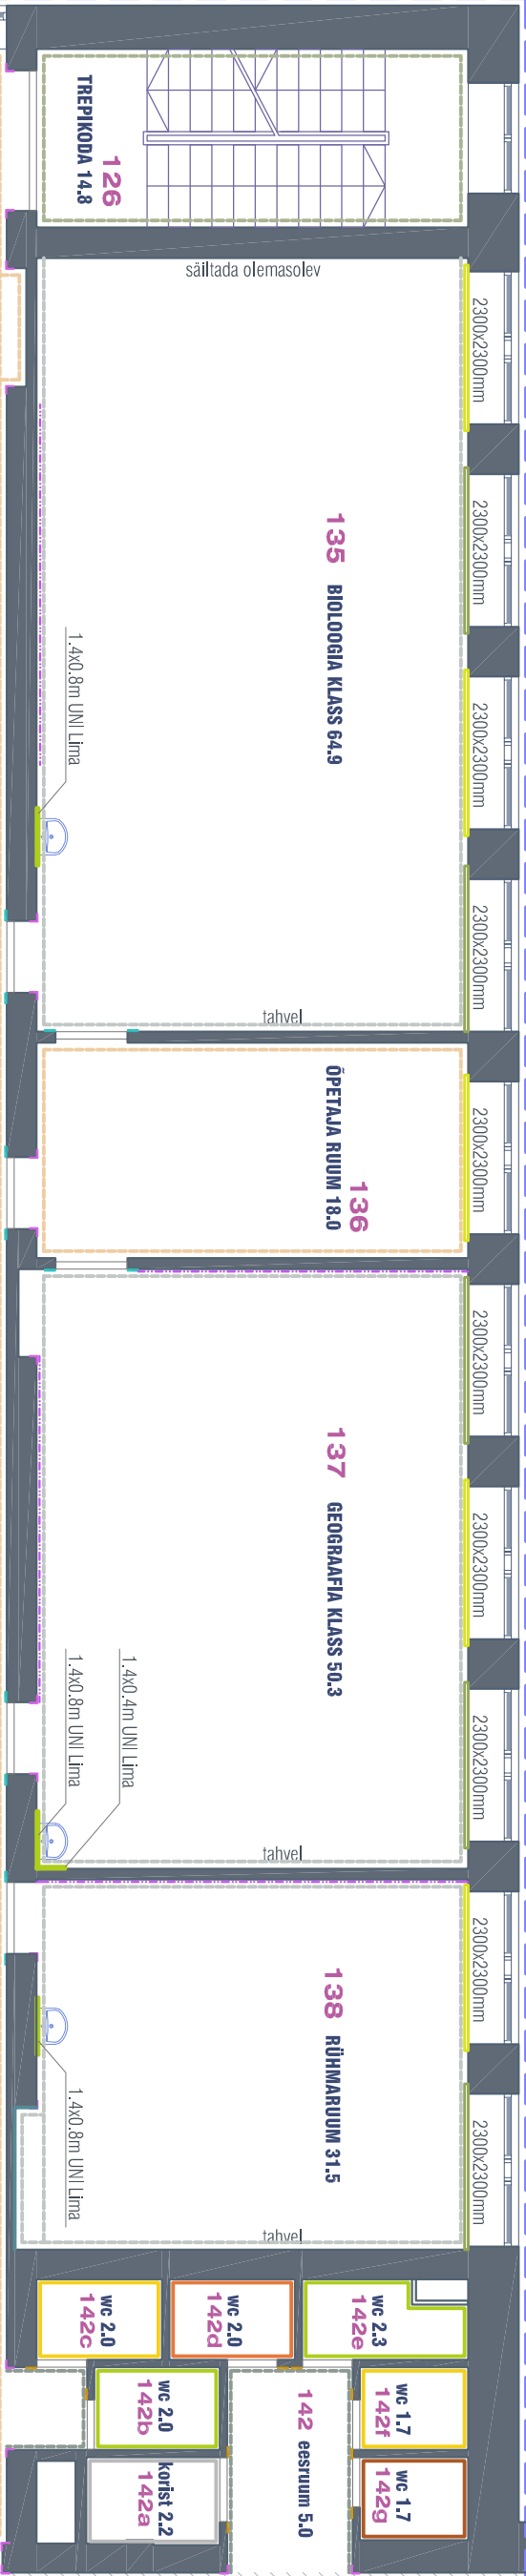 126
TREPIKODA 14.8
säiltada olemasolev
2300x2300mm
2300x2300mm
2300x2300mm
2300x2300mm
135 BIOLOOGIA KLASS 64.9
1.4x0.8m UNI Lima
tahvel
2300x2300mm
136
ÕPETAJA RUUM 18.0
2300x2300mm
2300x2300mm
2300x2300mm
137 GEOGRAAFIA KLASS 50.3
1.4x0.4m UNI Lima
1.4x0.8m UNI Lima
tahvel
2300x2300mm
2300x2300mm
138 RÜHMARUUM 31.5
1.4x0.8m UNI Lima
tahvel
wc 2.3
142e
wc 2.0
142d
wc 2.0
142c
wc 1.7
142f
142 eesruum 5.0
wc 2.0
142b
wc 1.7
142g
korist 2.2
142a